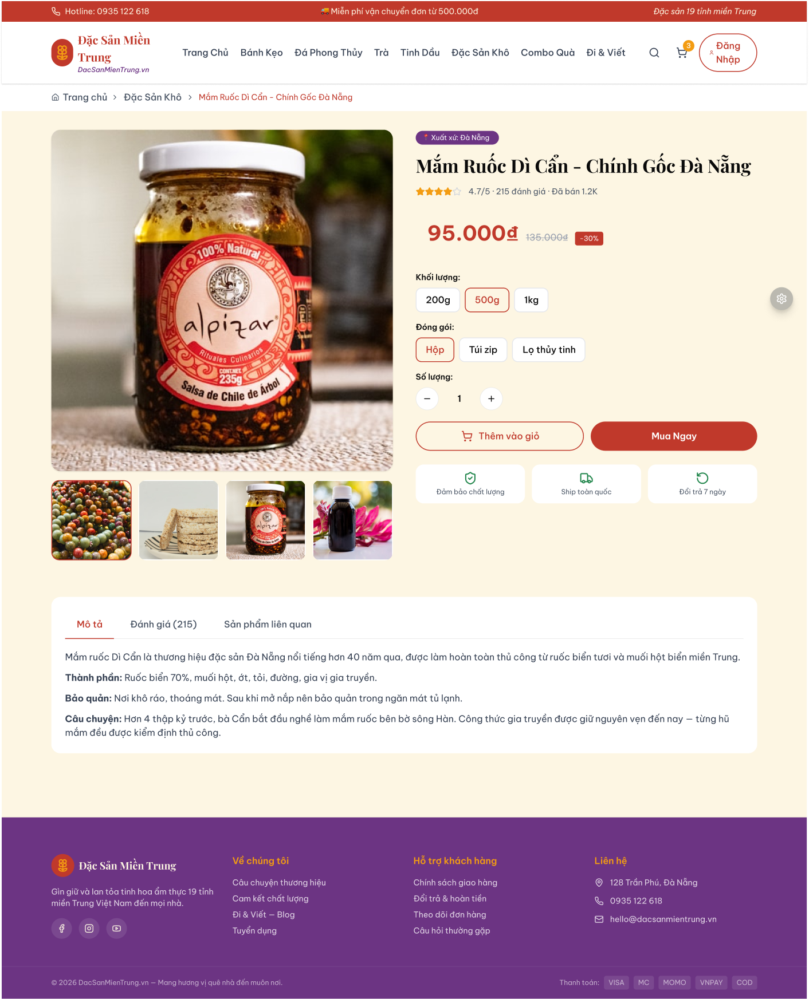 Hotline: 0935 122 618
🚚 Miễn phí vận chuyển đơn từ 500.000đ
Đặc sản 19 tỉnh miền Trung
Đặc Sản Miền
Trung
DacSanMienTrung.vn
Trang Chủ
Bánh Kẹo
Đá Phong Thủy
Trà
Tinh Dầu
Đặc Sản Khô
Combo Quà
Đi & Viết
3
Đăng
Nhập
Trang chủ > Đặc Sản Khô > Mắm Ruốc Dì Cẩn - Chính Gốc Đà Nẵng
100% Natural
alpizar®
Rituales Culinarios
CONT.NET.
235g
Salsa de Chile de Árbol
100% Natural
alpizar
Salsa de Chile de Árbol
📍 Xuất xứ: Đà Nẵng
Mắm Ruốc Dì Cẩn - Chính Gốc Đà Nẵng
4.7/5 · 215 đánh giá · Đã bán 1.2K
95.000₫ 135.000₫ -30%
Khối lượng:
200g
500g
1kg
Đóng gói:
Hộp
Túi zip
Lọ thủy tinh
Số lượng:
1
Thêm vào giỏ
Mua Ngay
Đảm bảo chất lượng
Ship toàn quốc
Đổi trả 7 ngày
Mô tả
Đánh giá (215)
Sản phẩm liên quan
Mắm ruốc Dì Cẩn là thương hiệu đặc sản Đà Nẵng nổi tiếng hơn 40 năm qua, được làm hoàn toàn thủ công từ ruốc biển tươi và muối hột biển miền Trung.
Thành phần: Ruốc biển 70%, muối hột, ớt, tỏi, đường, gia vị gia truyền.
Bảo quản: Nơi khô ráo, thoáng mát. Sau khi mở nắp nên bảo quản trong ngăn mát tủ lạnh.
Câu chuyện: Hơn 4 thập kỷ trước, bà Cẩn bắt đầu nghề làm mắm ruốc bên bờ sông Hàn. Công thức gia truyền được giữ nguyên vẹn đến nay — từng hũ
mắm đều được kiểm định thủ công.
Đặc Sản Miền Trung
Gìn giữ và lan tỏa tinh hoa ẩm thực 19 tỉnh
miền Trung Việt Nam đến mọi nhà.
Về chúng tôi
Câu chuyện thương hiệu
Cam kết chất lượng
Đi & Viết — Blog
Tuyển dụng
Hỗ trợ khách hàng
Chính sách giao hàng
Đổi trả & hoàn tiền
Theo dõi đơn hàng
Câu hỏi thường gặp
Liên hệ
128 Trần Phú, Đà Nẵng
0935 122 618
hello@dacsanmientrung.vn
© 2026 DacSanMienTrung.vn — Mang hương vị quê nhà đến muôn nơi.
Thanh toán: VISA MC MOMO VNPAY COD